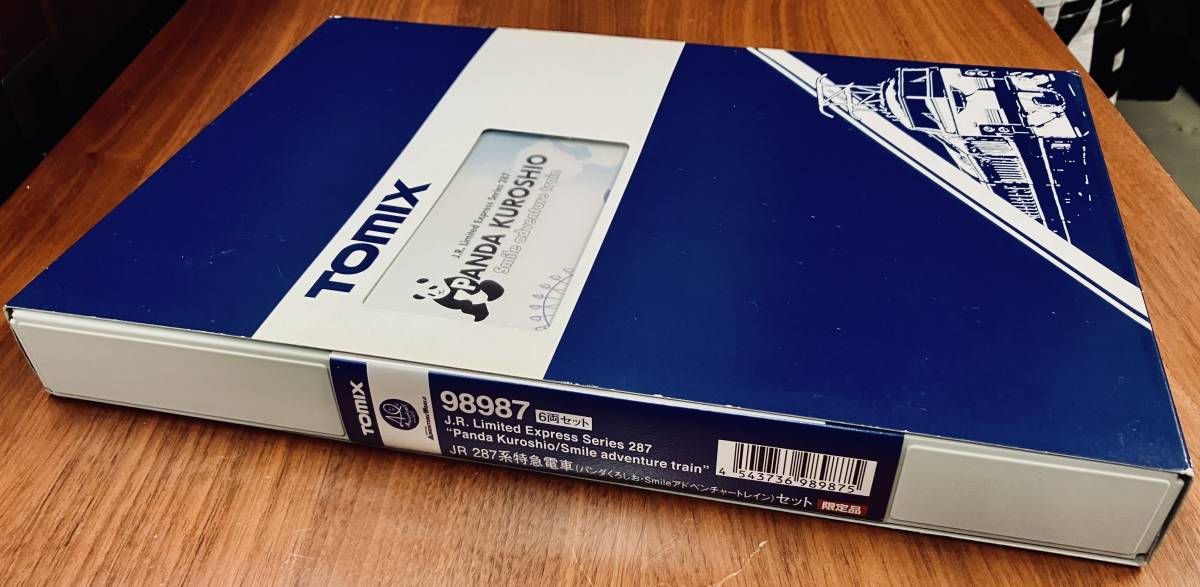 TOMIX
J.R. Limited Express Series 287
PANDA KUROSHIO
Smile adventure train
TOMIX
ADVENTURE WORLD
98987 6両セット
J.R. Limited Express Series 287
"Panda Kuroshio/Smile adventure train"
JR 287系特急電車(パンダくろしお・Smileアドベンチャートレイン)セット 限定品
4 543736 989875